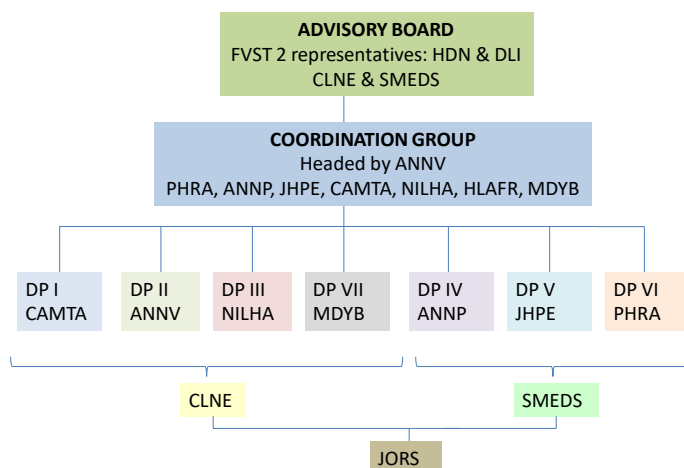 ADVISORY BOARD
FVST 2 representatives: HDN & DLI
CLNE & SMEDS
COORDINATION GROUP
Headed by ANNV
PHRA, ANNP, JHPE, CAMTA, NILHA, HLAFR, MDYB
DP I
CAMTA
DP II
ANNV
DP III
NILHA
DP VII
MDYB
DP IV
ANNP
DP V
JHPE
DP VI
PHRA
CLNE
SMEDS
JORS